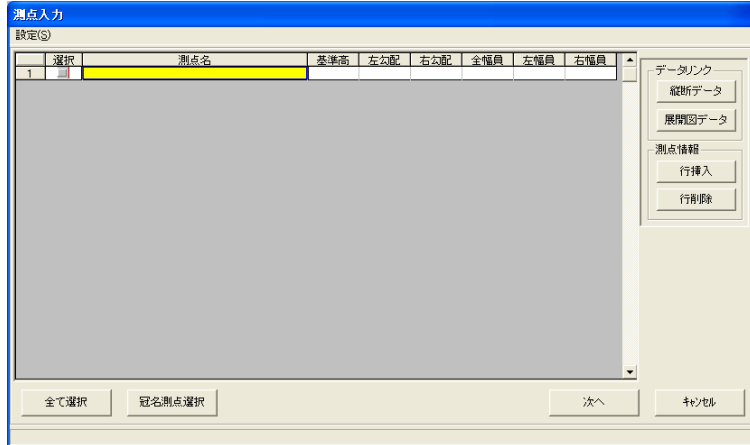 測点入力
設定(S)
選択 測点名 基準高 左勾配 右勾配 全幅員 左幅員 右幅員
1
データリンク
縦断データ
展開図データ
測点情報
行挿入
行削除
全て選択 冠名測点選択 次へ キャンセル